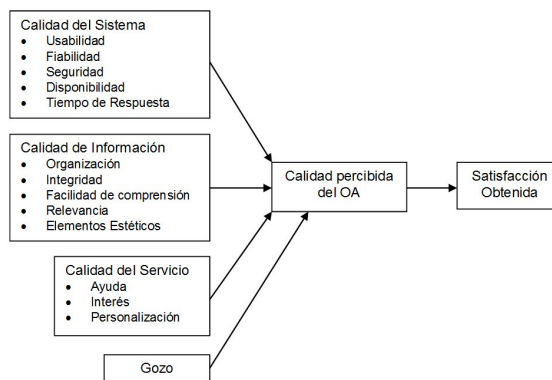 Calidad del Sistema
• Usabilidad
• Fiabilidad
• Seguridad
• Disponibilidad
• Tiempo de Respuesta
Calidad de Información
• Organización
• Integridad
• Facilidad de comprensión
• Relevancia
• Elementos Estéticos
Calidad del Servicio
• Ayuda
• Interés
• Personalización
Gozo
Calidad percibida
del OA
Satisfacción
Obtenida